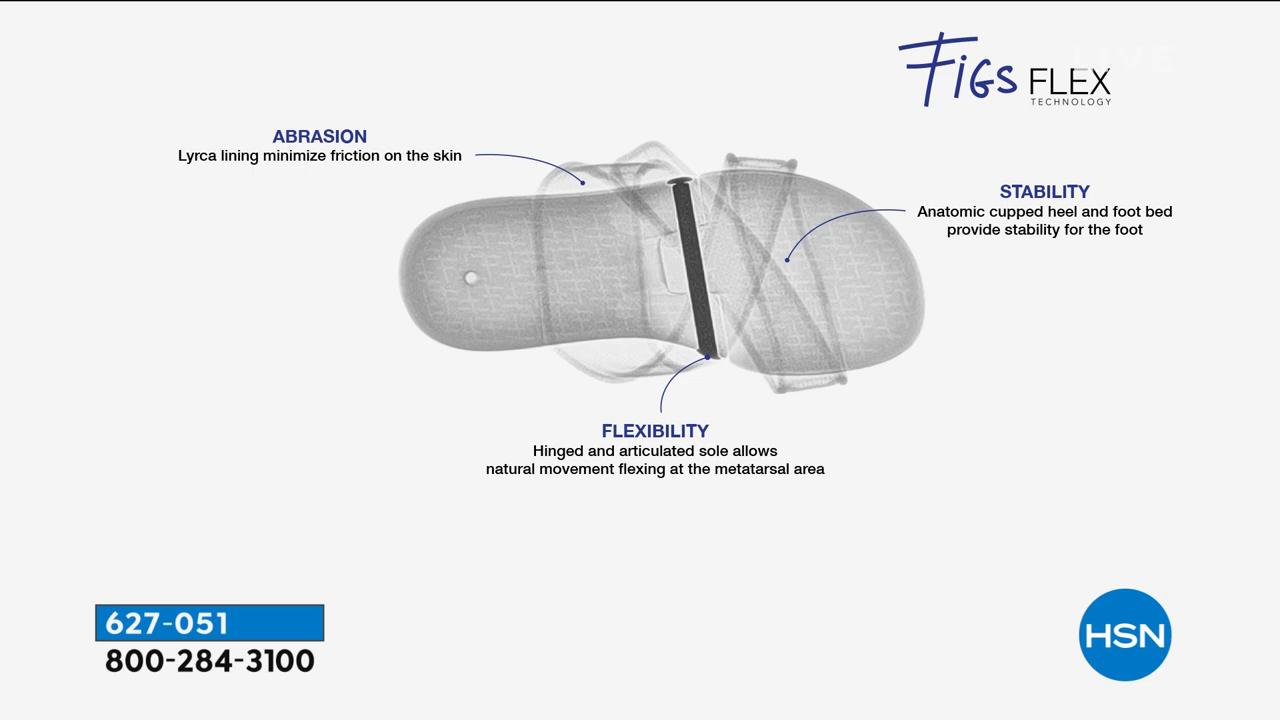 LIVE
FiGS FLEX
TECHNOLOGY
ABRASION
Lyrca lining minimize friction on the skin
STABILITY
Anatomic cupped heel and foot bed
provide stability for the foot
FLEXIBILITY
Hinged and articulated sole allows
natural movement flexing at the metatarsal area
627-051
800-284-3100
HSN